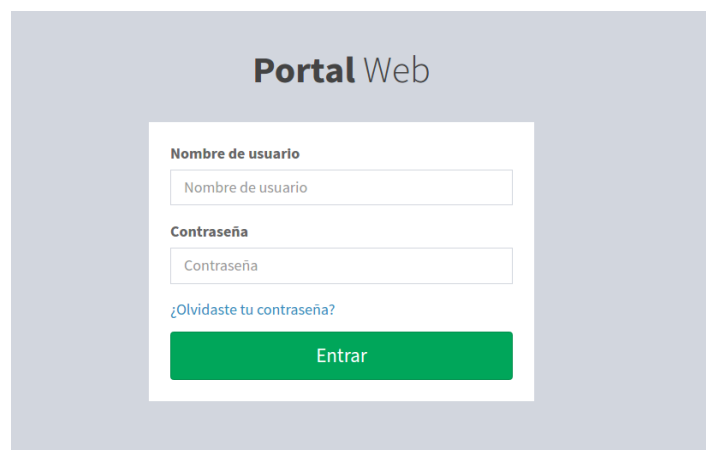 Portal Web
Nombre de usuario
Nombre de usuario
Contraseña
Contraseña
¿Olvidaste tu contraseña?
Entrar